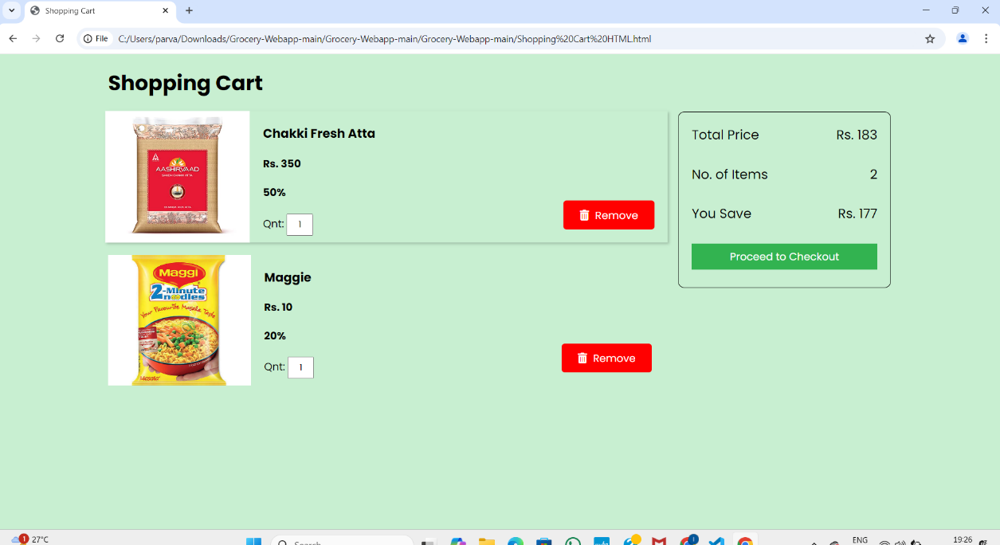 Shopping Cart
File
C:/Users/parva/Downloads/Grocery-Webapp-main/Grocery-Webapp-main/Grocery-Webapp-main/Shopping%20Cart%20HTML.html
Shopping Cart
AASHIRVAAD
Chakki Fresh Atta
Rs. 350
50%
Qnt: 1
Remove
Maggi
2-Minute
noodles
Your Favourite Masala Taste
Masala
Maggie
Rs. 10
20%
Qnt: 1
Remove
Total Price Rs. 183
No. of Items 2
You Save Rs. 177
Proceed to Checkout
1
27°C
Search
ENG
19:26